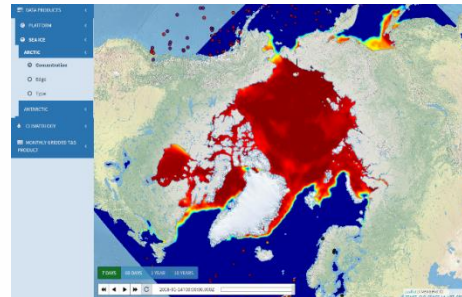 DATA PRODUCTS
PLATFORM
SEA-ICE
ARCTIC
Concentration
Edge
Type
ANTARCTIC
CLIMATOLOGY
MONTHLY GRIDDED TAO
PRODUCT
7 DAYS
30 DAYS
1 YEAR
10 YEARS